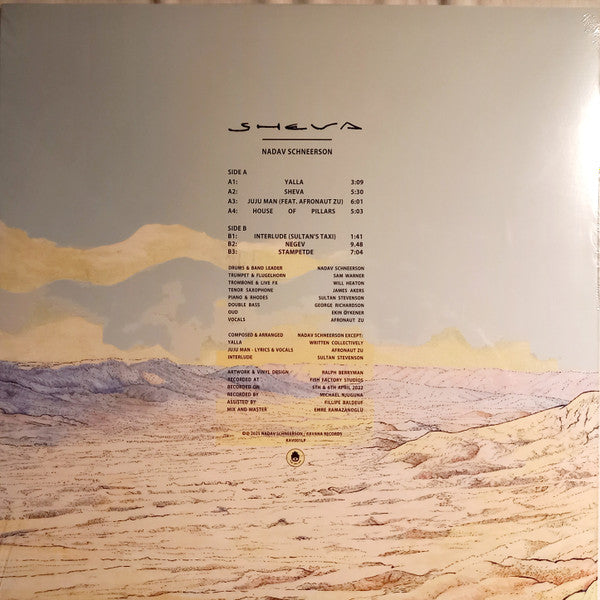 SHEVA
NADAV SCHNEERSON
SIDE A
A1: YALLA 3:09
A2: SHEVA 5:30
A3: JUJU MAN (FEAT. AFRONAUT ZU) 6:01
A4: HOUSE OF PILLARS 5:03
SIDE B
B1: INTERLUDE (SULTAN'S TAXI) 1:41
B2: NEGEV 9.48
B3: STAMPETDE 7:04
DRUMS & BAND LEADER NADAV SCHNEERSON
TRUMPET & FLUGELHORN SAM WARNER
TROMBONE & LIVE FX WILL HEATON
TENOR SAXOPHONE JAMES AKERS
PIANO & RHODES SULTAN STEVENSON
DOUBLE BASS GEORGE RICHARDSON
OUD EKIN ÖYKENER
VOCALS AFRONAUT ZU
COMPOSED & ARRANGED NADAV SCHNEERSON EXCEPT:
YALLA WRITTEN COLLECTIVELY
JUJU MAN - LYRICS & VOCALS AFRONAUT ZU
INTERLUDE SULTAN STEVENSON
ARTWORK & VINYL DESIGN RALPH BERRYMAN
RECORDED AT FISH FACTORY STUDIOS
RECORDED ON 5TH & 6TH APRIL 2022
RECORDED BY MICHAEL NJUGUNA
ASSISTED BY FILLIPE BALDEUF
MIX AND MASTER EMRE RAMAZANOGLU
2023 NADAV SCHNEERSON / KAVANA RECORDS
KAV001LP